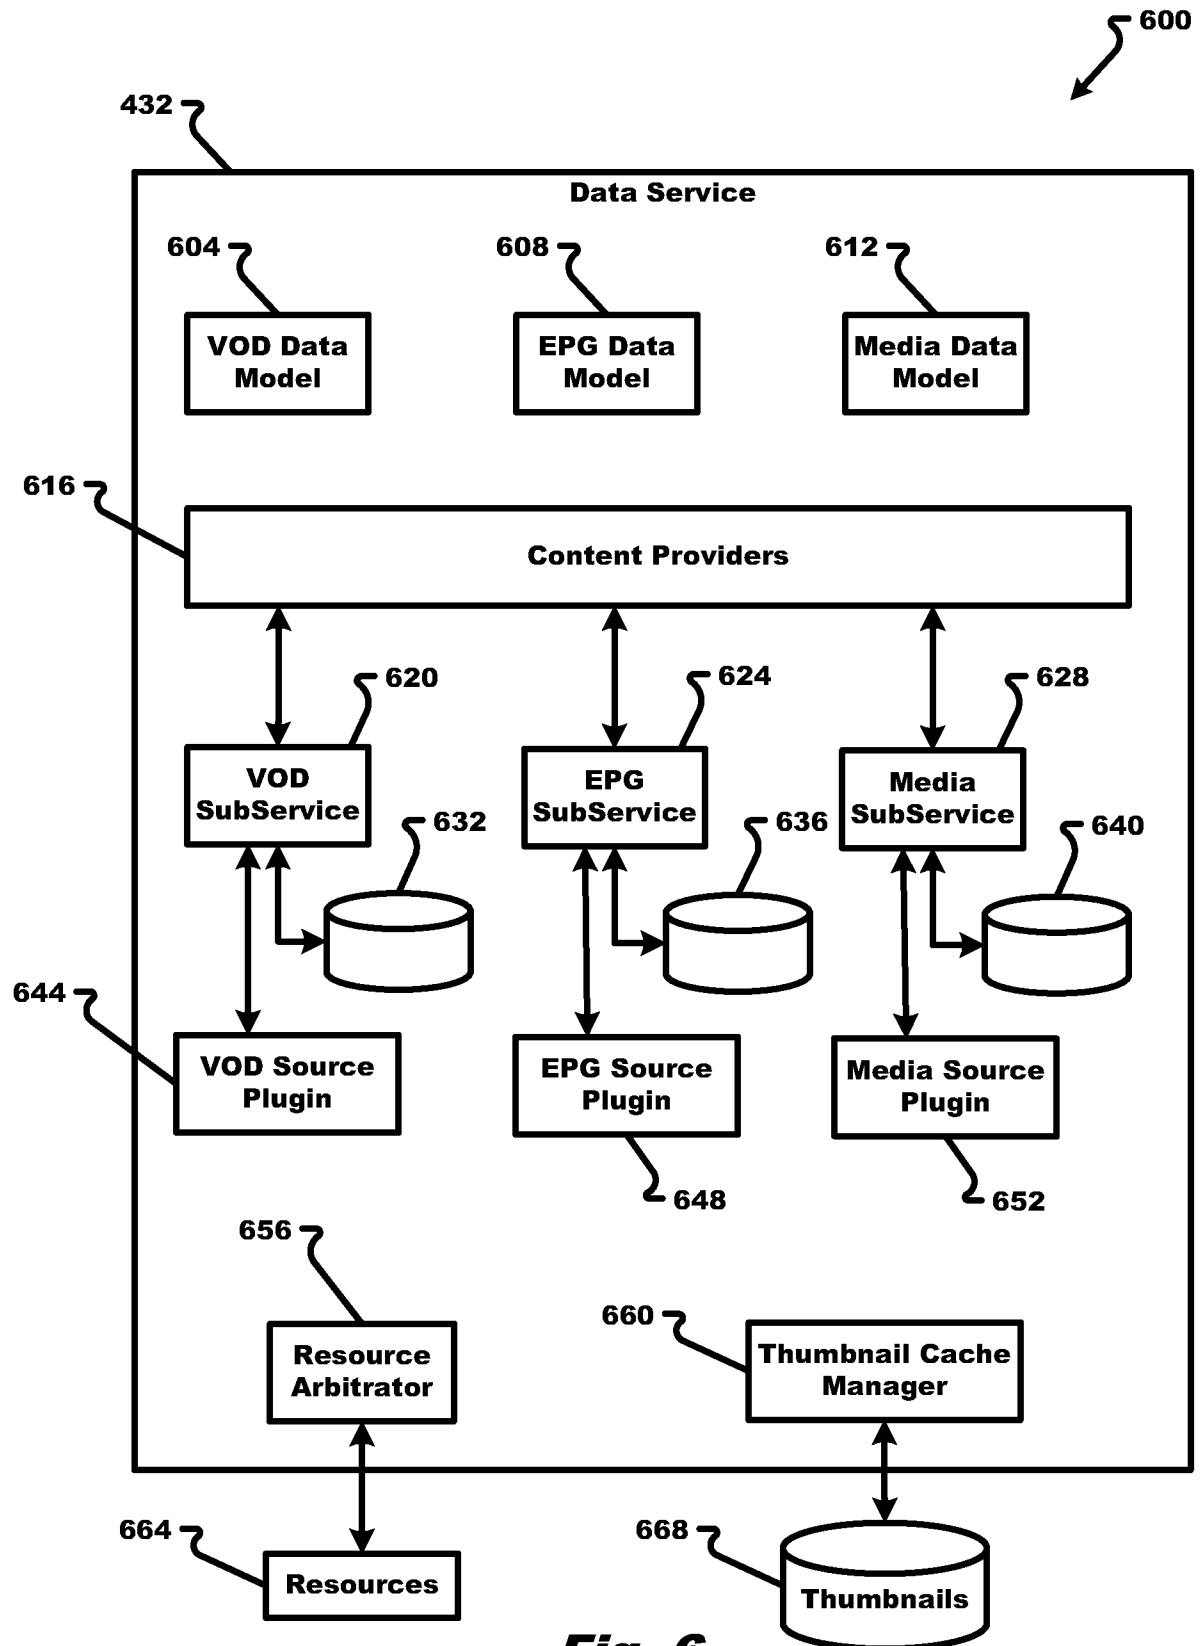 600
432
Data Service
604
608
612
VOD Data
Model
EPG Data
Model
Media Data
Model
616
Content Providers
620
624
628
VOD
SubService
EPG
SubService
Media
SubService
632
636
640
644
VOD Source
Plugin
EPG Source
Plugin
Media Source
Plugin
648
652
656
660
Resource
Arbitrator
Thumbnail Cache
Manager
664
668
Resources
Thumbnails
Fig. 6